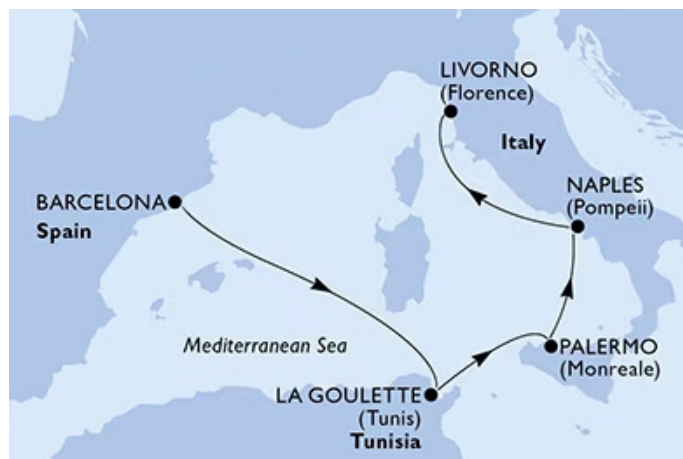 LIVORNO
(Florence)
Italy
NAPLES
(Pompeii)
BARCELONA
Spain
Mediterranean Sea
PALERMO
(Monreale)
LA GOULETTE
(Tunis)
Tunisia